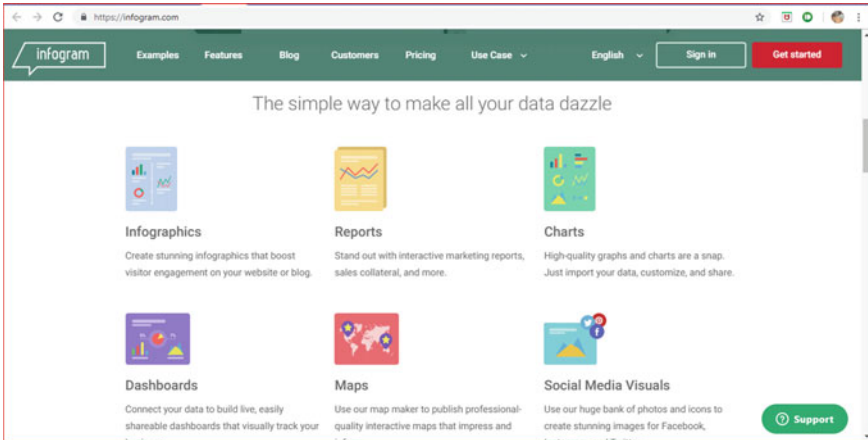 https://infogram.com
infogram Examples Features Blog Customers Pricing Use Case English Sign in Get started
The simple way to make all your data dazzle
Infographics
Create stunning infographics that boost
visitor engagement on your website or blog.
Reports
Stand out with interactive marketing reports,
sales collateral, and more.
Charts
High-quality graphs and charts are a snap.
Just import your data, customize, and share.
Dashboards
Connect your data to build live, easily
shareable dashboards that visually track your
Maps
Use our map maker to publish professional-
quality interactive maps that impress and
Social Media Visuals
Use our huge bank of photos and icons to
create stunning images for Facebook,
Support